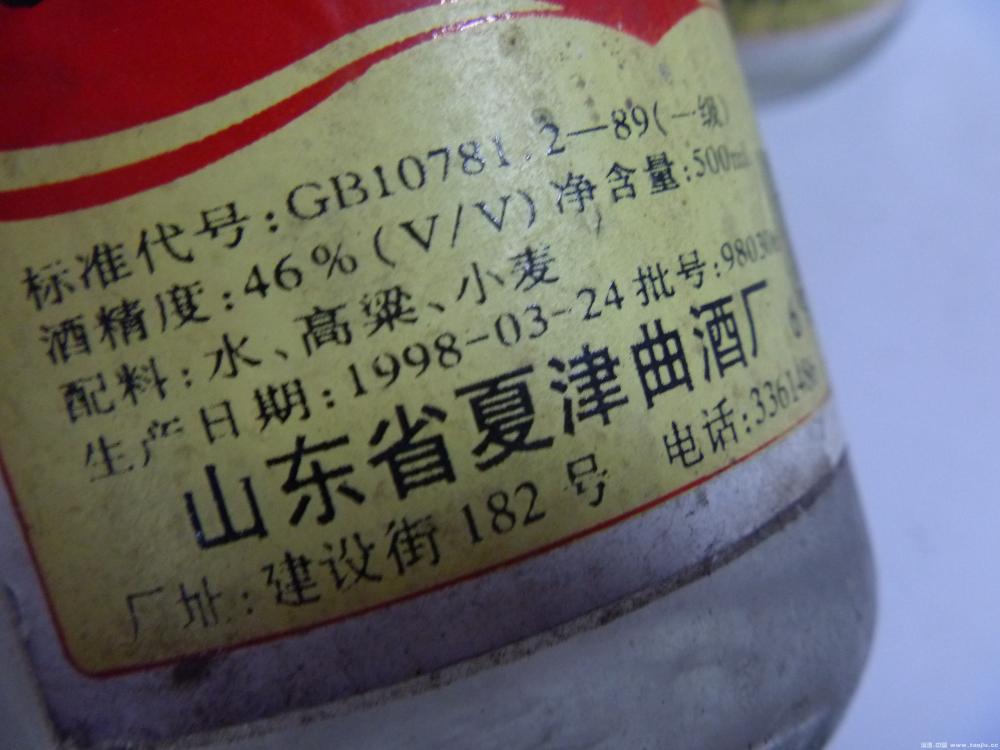 标准代号:GB10781.2—89(一级)
酒精度:46%(V/V) 净含量:500ml
配料:水、高粱、小麦
生产日期:1998-03-24 批号:98030
山东省夏津曲酒厂
厂址:建设街182号 电话:336148